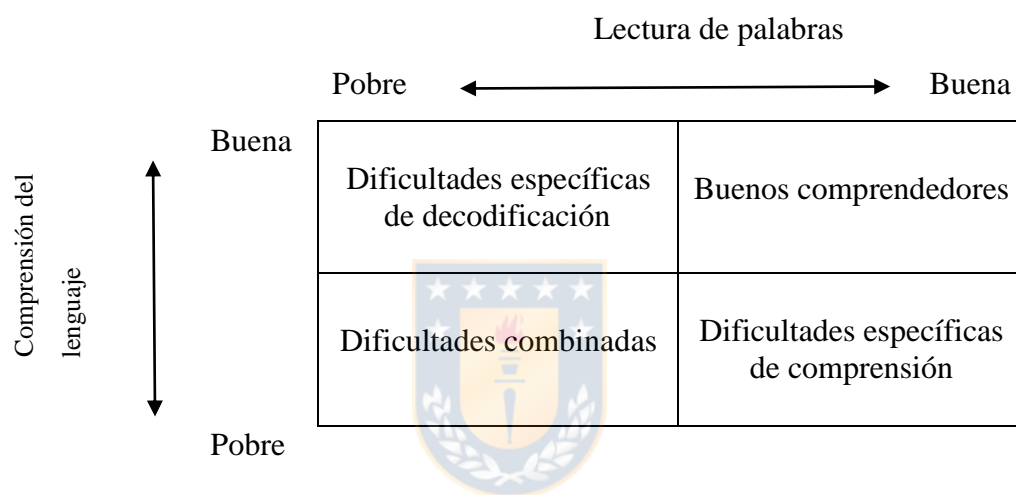 Lectura de palabras
Pobre
Buena
Buena
Comprensión del
lenguaje
Dificultades específicas
de decodificación
Buenos comprendedores
Dificultades combinadas
Dificultades específicas
de comprensión
Pobre